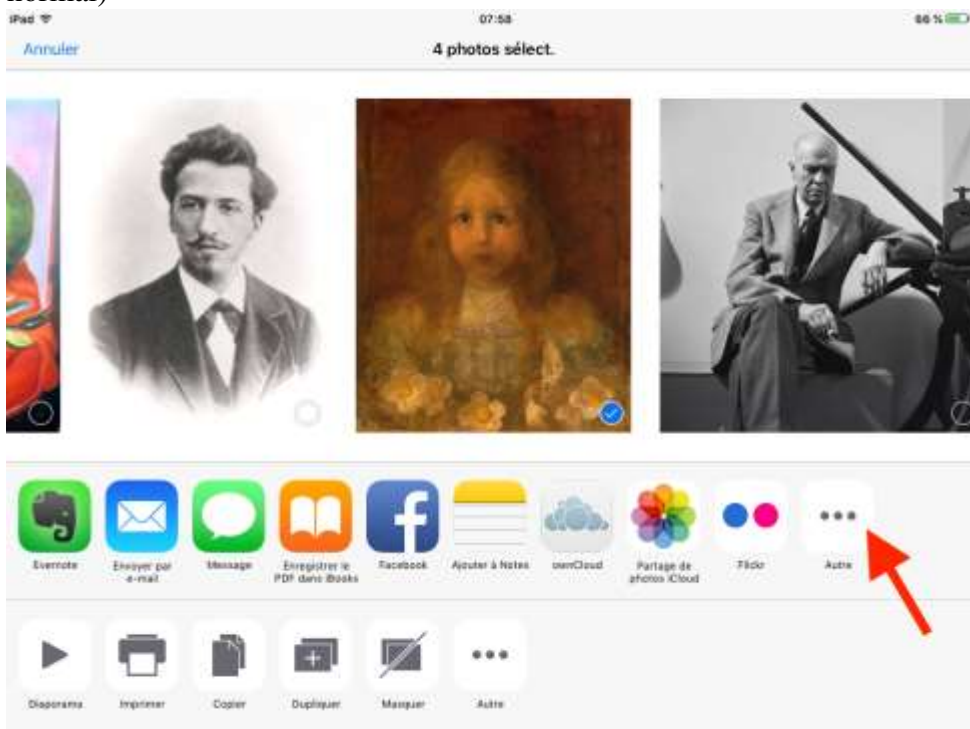 normal)
iPad
07:58
66 %
Annuler
4 photos sélect.
Evernote
Envoyer par
e-mail
Message
Enregistrer le
PDF dans iBooks
Facebook
Ajouter à Notes
ownCloud
Partage de
photos iCloud
Flickr
Autre
Diaporama
Imprimer
Copier
Dupliquer
Masquer
Autre